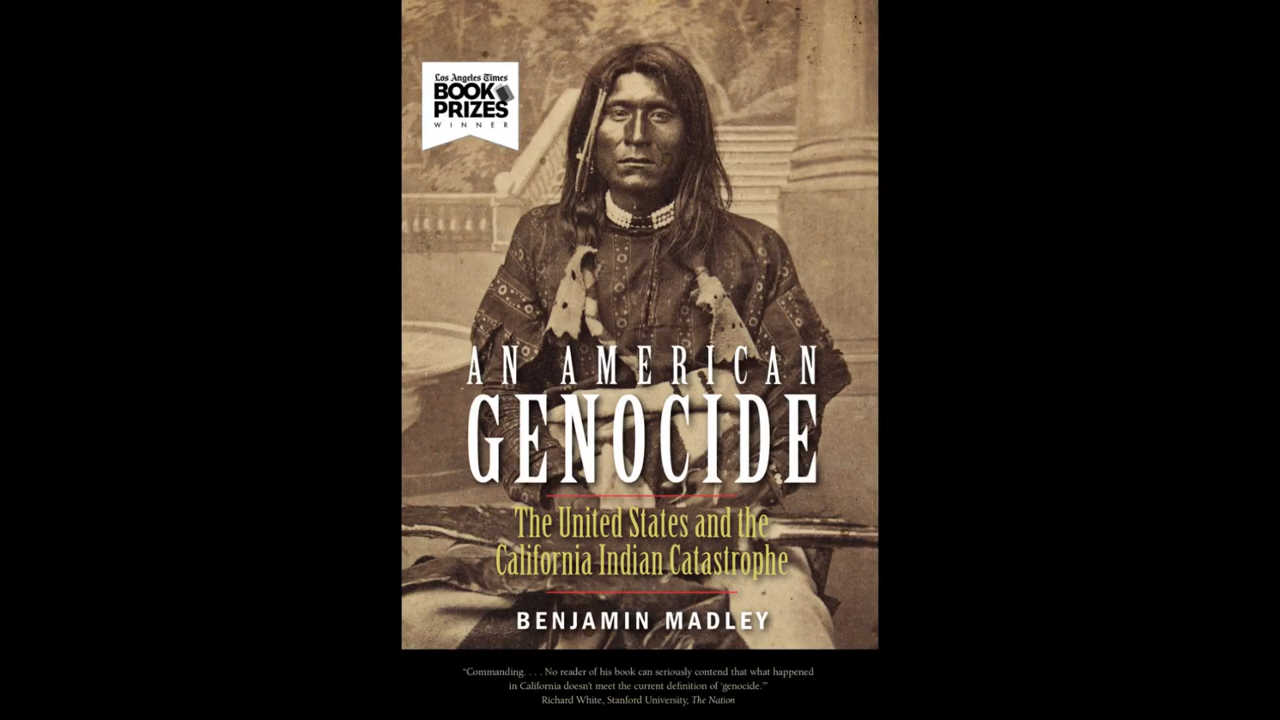 Los Angeles Times
BOOK
PRIZES
WINNER
AN AMERICAN
GENOCIDE
The United States and the
California Indian Catastrophe
BENJAMIN MADLEY
“Commanding. . . . No reader of his book can seriously contend that what happened
in California doesn’t meet the current definition of ‘genocide.’”
Richard White, Stanford University, The Nation